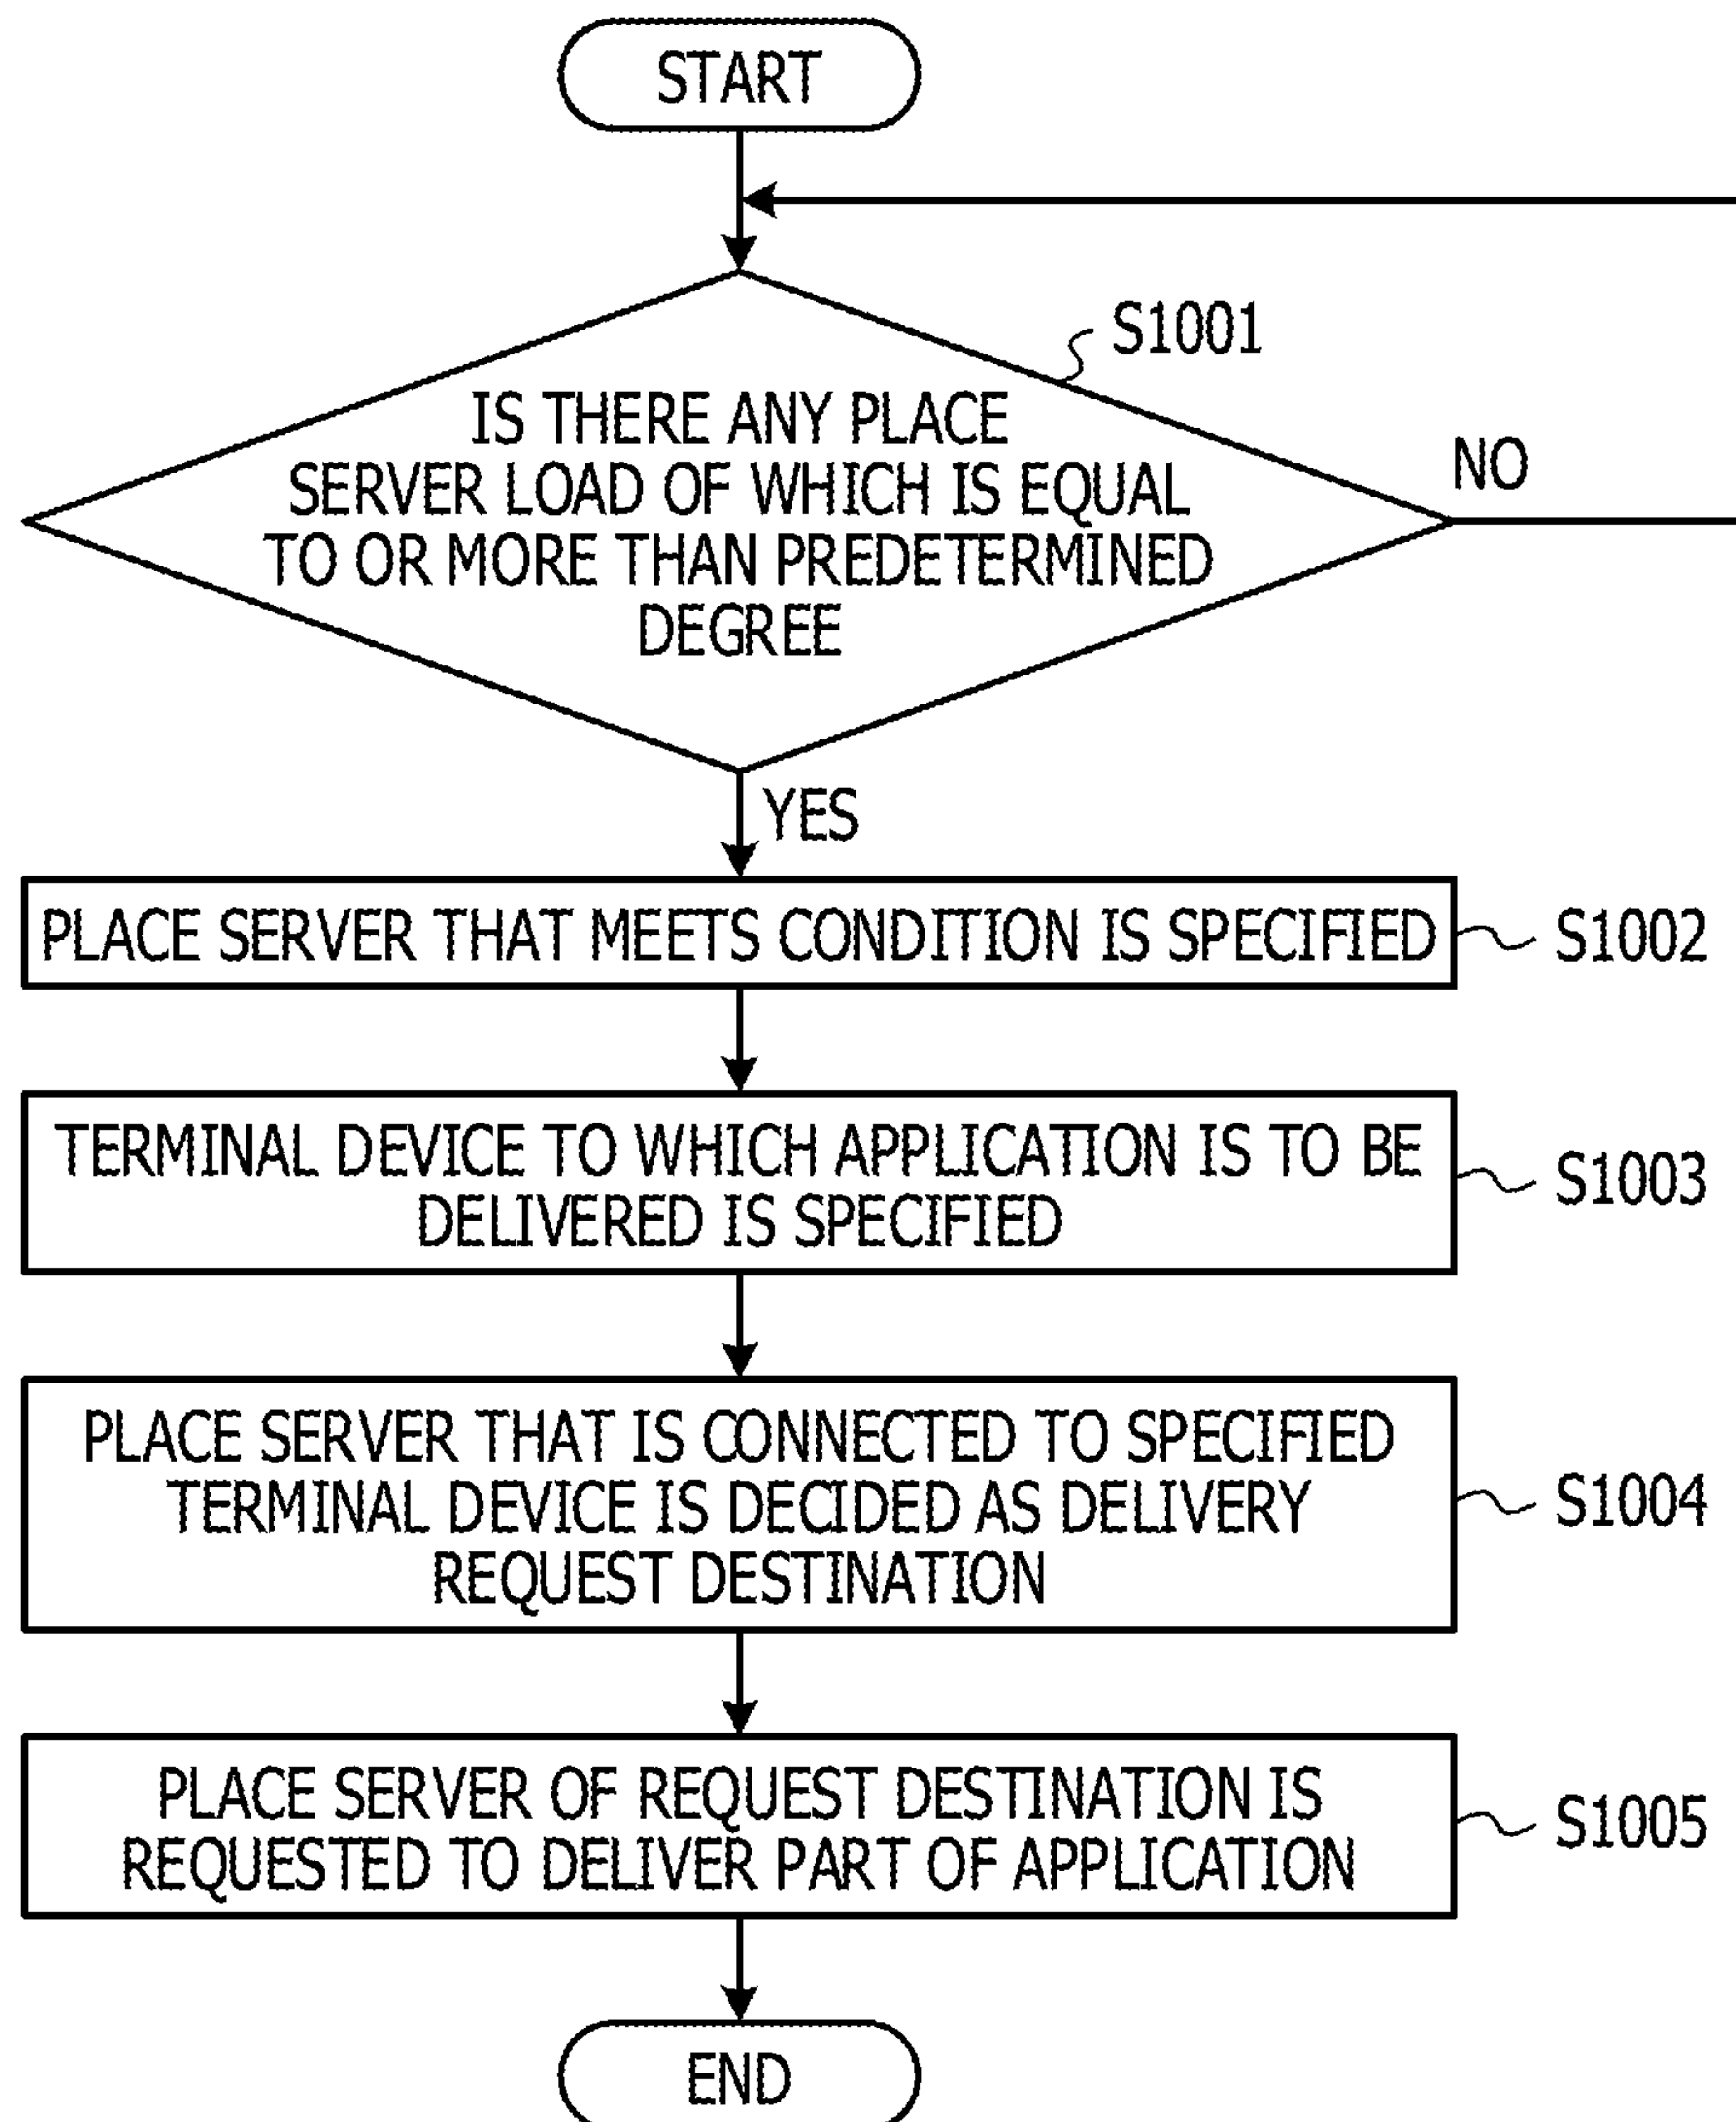 START
S1001
IS THERE ANY PLACE
SERVER LOAD OF WHICH IS EQUAL
TO OR MORE THAN PREDETERMINED
DEGREE
NO
YES
PLACE SERVER THAT MEETS CONDITION IS SPECIFIED
S1002
TERMINAL DEVICE TO WHICH APPLICATION IS TO BE
DELIVERED IS SPECIFIED
S1003
PLACE SERVER THAT IS CONNECTED TO SPECIFIED
TERMINAL DEVICE IS DECIDED AS DELIVERY
REQUEST DESTINATION
S1004
PLACE SERVER OF REQUEST DESTINATION IS
REQUESTED TO DELIVER PART OF APPLICATION
S1005
END